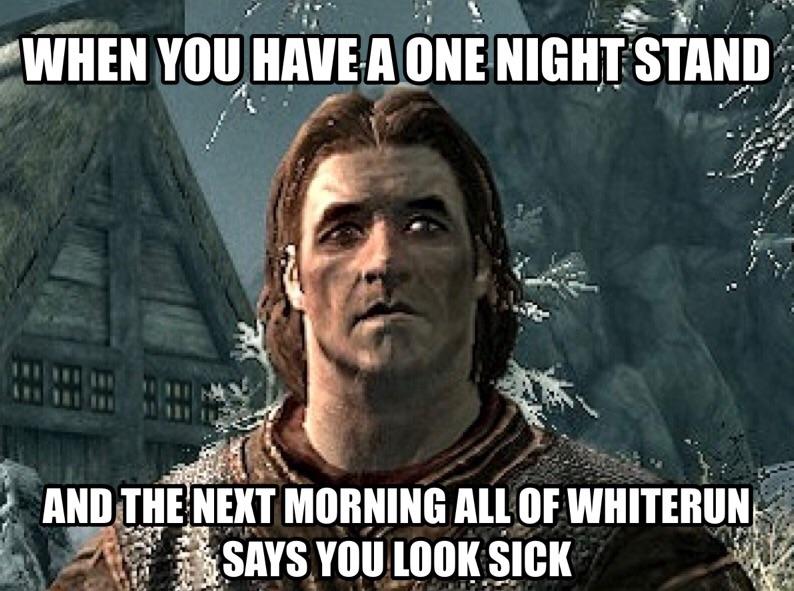 WHEN YOU HAVE A ONE NIGHT STAND
AND THE NEXT MORNING ALL OF WHITERUN
SAYS YOU LOOK SICK